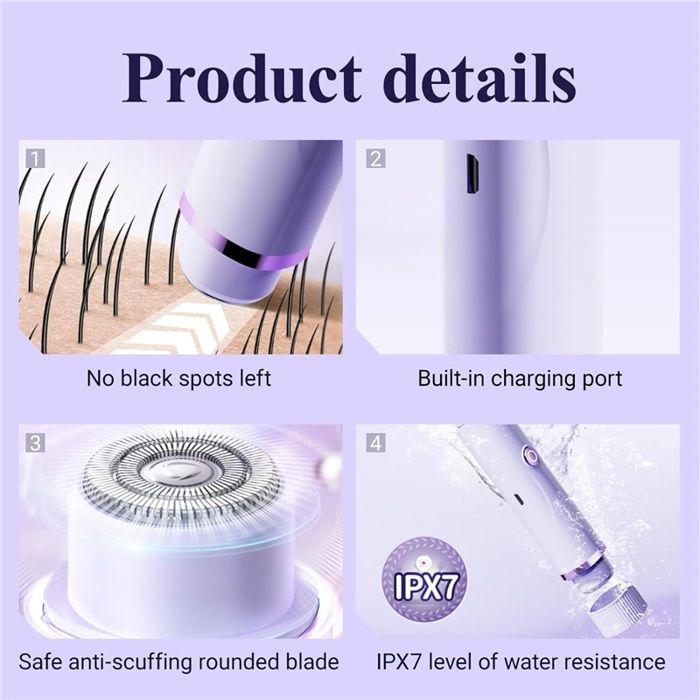 Product details
1
2
No black spots left
Built-in charging port
3
4
IPX7
Safe anti-scuffing rounded blade
IPX7 level of water resistance